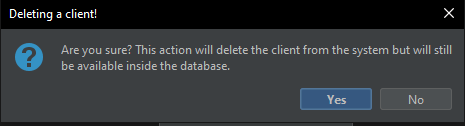 Deleting a client!
Are you sure? This action will delete the client from the system but will still
be available inside the database.
Yes No